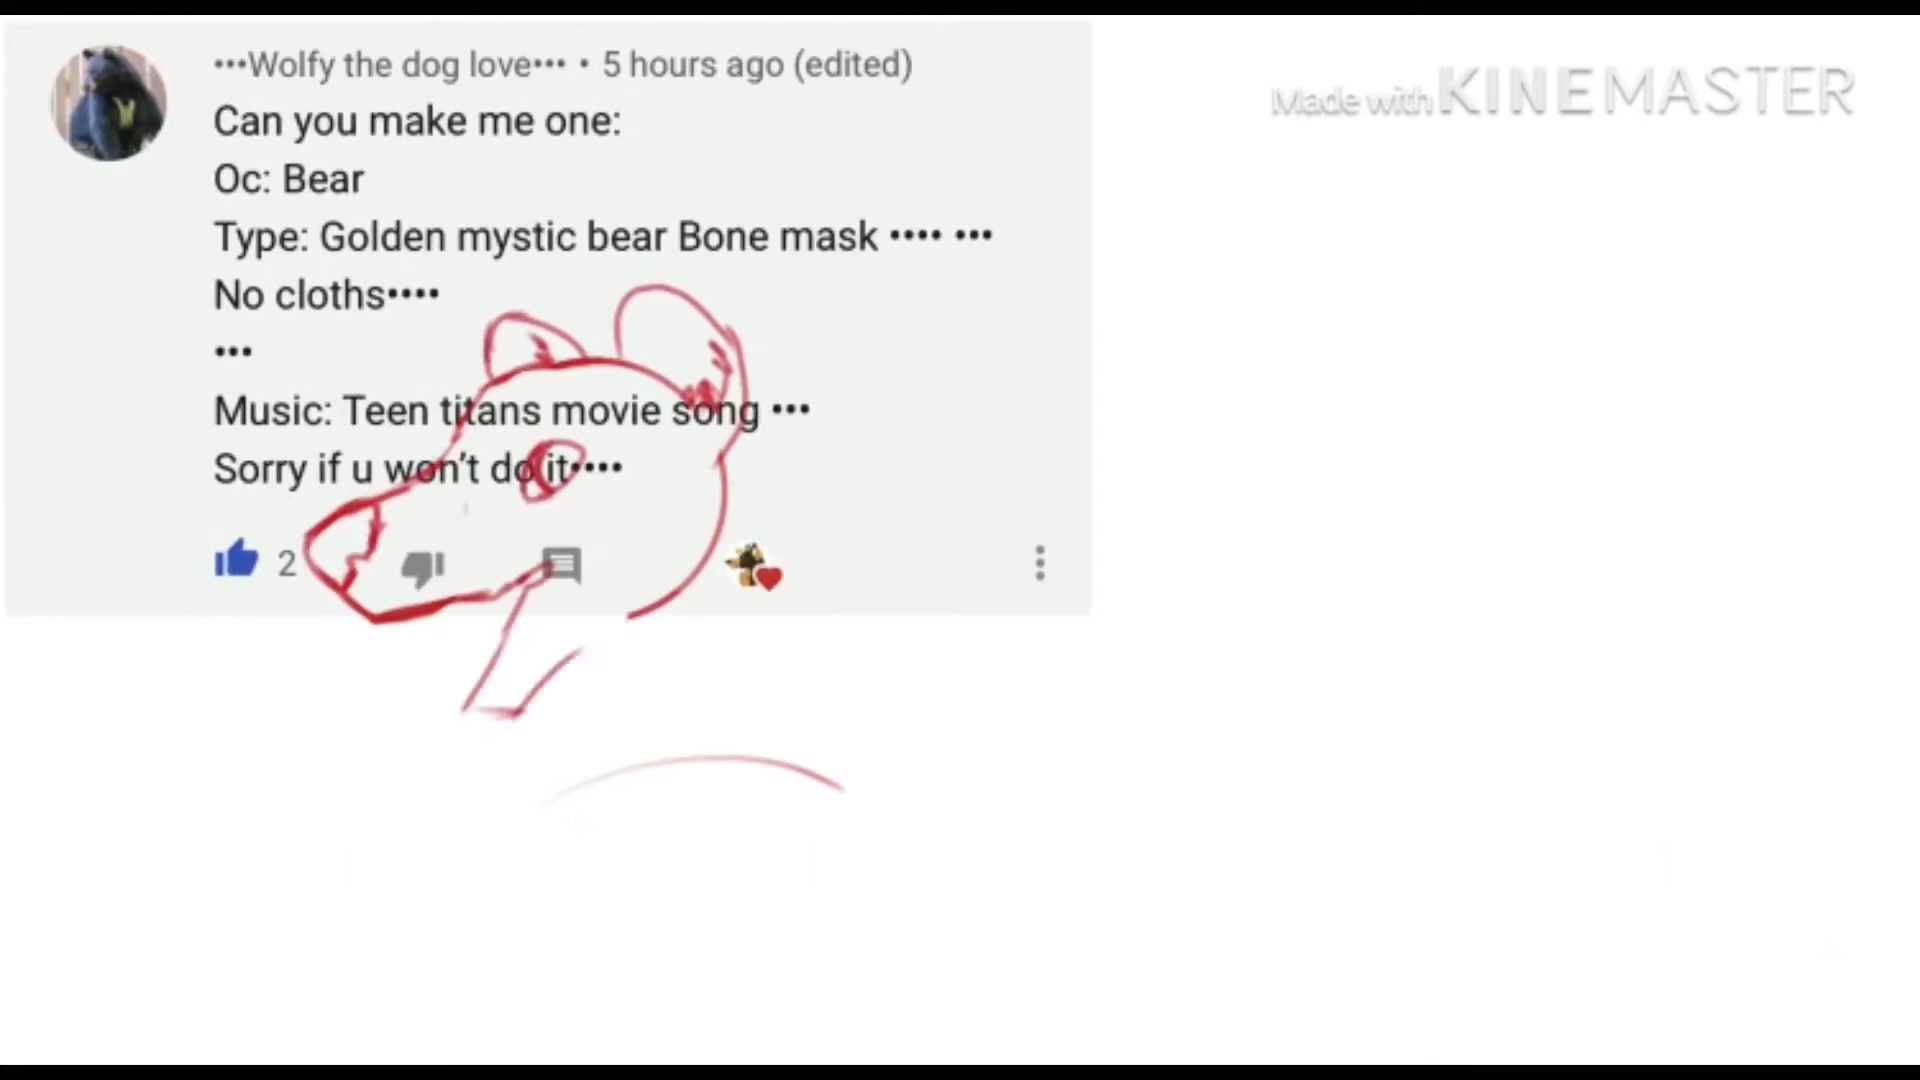 •••Wolfy the dog love••• • 5 hours ago (edited)
Made with KINEMASTER
Can you make me one:
Oc: Bear
Type: Golden mystic bear Bone mask •••• •••
No cloths••••
•••
Music: Teen titans movie song •••
Sorry if u won't do it••••
2